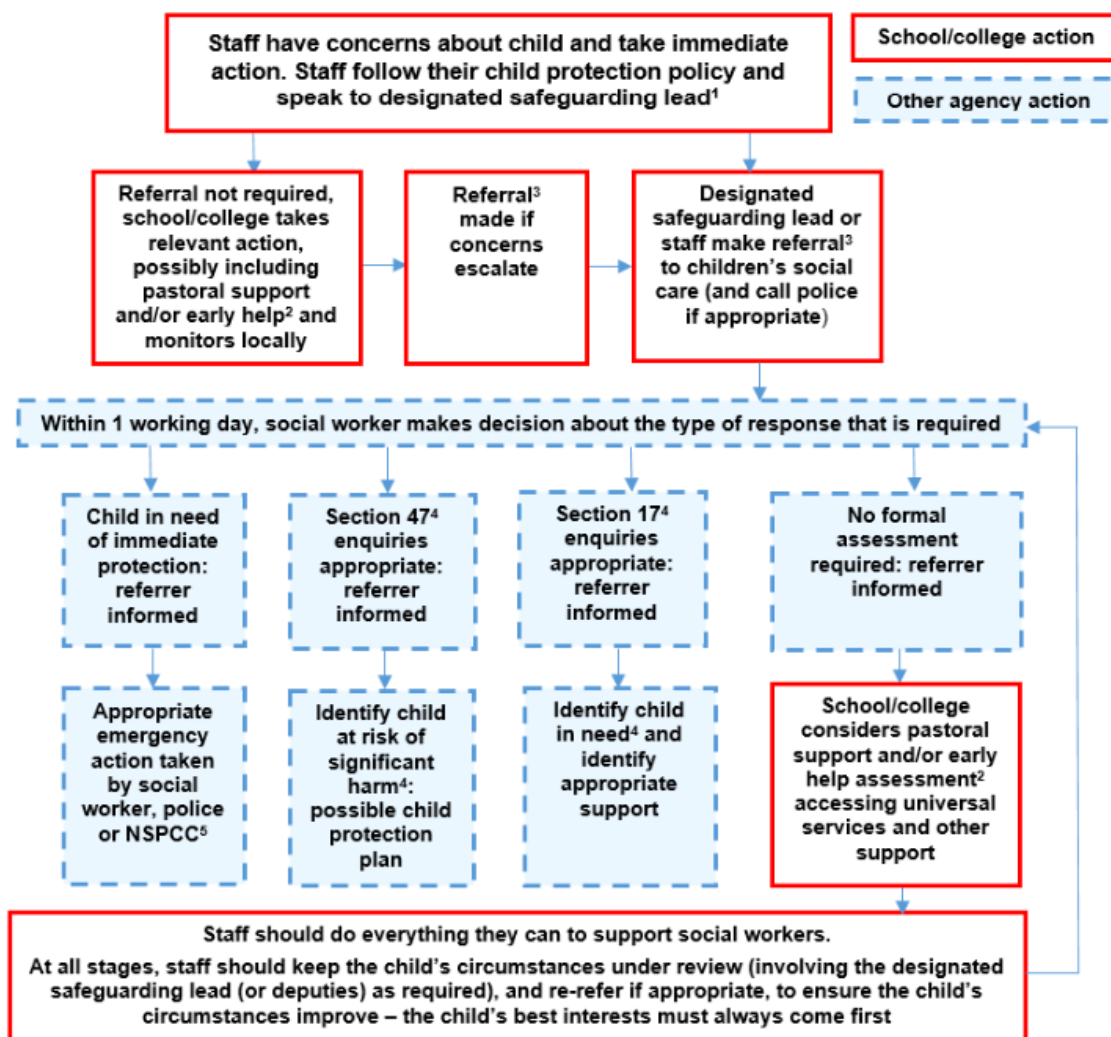 Staff have concerns about child and take immediate
action. Staff follow their child protection policy and
speak to designated safeguarding lead¹
School/college action
Other agency action
Referral not required,
school/college takes
relevant action,
possibly including
pastoral support
and/or early help² and
monitors locally
Referral³
made if
concerns
escalate
Designated
safeguarding lead or
staff make referral³
to children’s social
care (and call police
if appropriate)
Within 1 working day, social worker makes decision about the type of response that is required
Child in need
of immediate
protection:
referrer
informed
Section 47⁴
enquiries
appropriate:
referrer
informed
Section 17⁴
enquiries
appropriate:
referrer
informed
No formal
assessment
required: referrer
informed
Appropriate
emergency
action taken
by social
worker, police
or NSPCC⁵
Identify child
at risk of
significant
harm⁴:
possible child
protection
plan
Identify child
in need⁴ and
identify
appropriate
support
School/college
considers pastoral
support and/or early
help assessment²
accessing universal
services and other
support
Staff should do everything they can to support social workers.
At all stages, staff should keep the child’s circumstances under review (involving the designated
safeguarding lead (or deputies) as required), and re-refer if appropriate, to ensure the child’s
circumstances improve – the child’s best interests must always come first